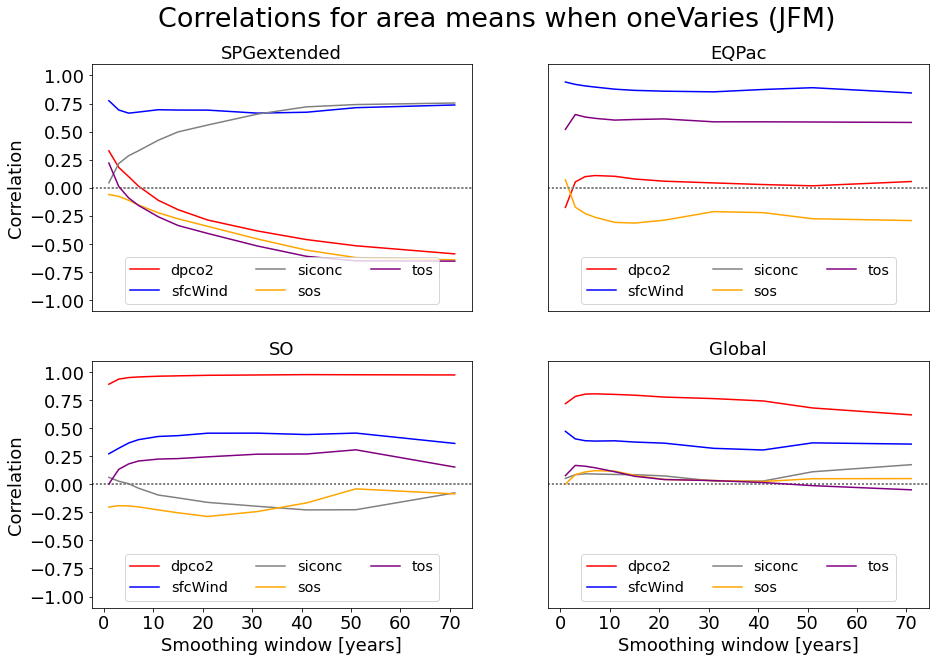 Correlations for area means when oneVaries (JFM)
SPGextended
EQPac
1.00
0.75
0.50
0.25
0.00
−0.25
−0.50
−0.75
−1.00
Correlation
dpco2 siconc tos
sfcWind sos
dpco2 siconc tos
sfcWind sos
SO
Global
1.00
0.75
0.50
0.25
0.00
−0.25
−0.50
−0.75
−1.00
Correlation
dpco2 siconc tos
sfcWind sos
dpco2 siconc tos
sfcWind sos
0 10 20 30 40 50 60 70
0 10 20 30 40 50 60 70
Smoothing window [years]
Smoothing window [years]